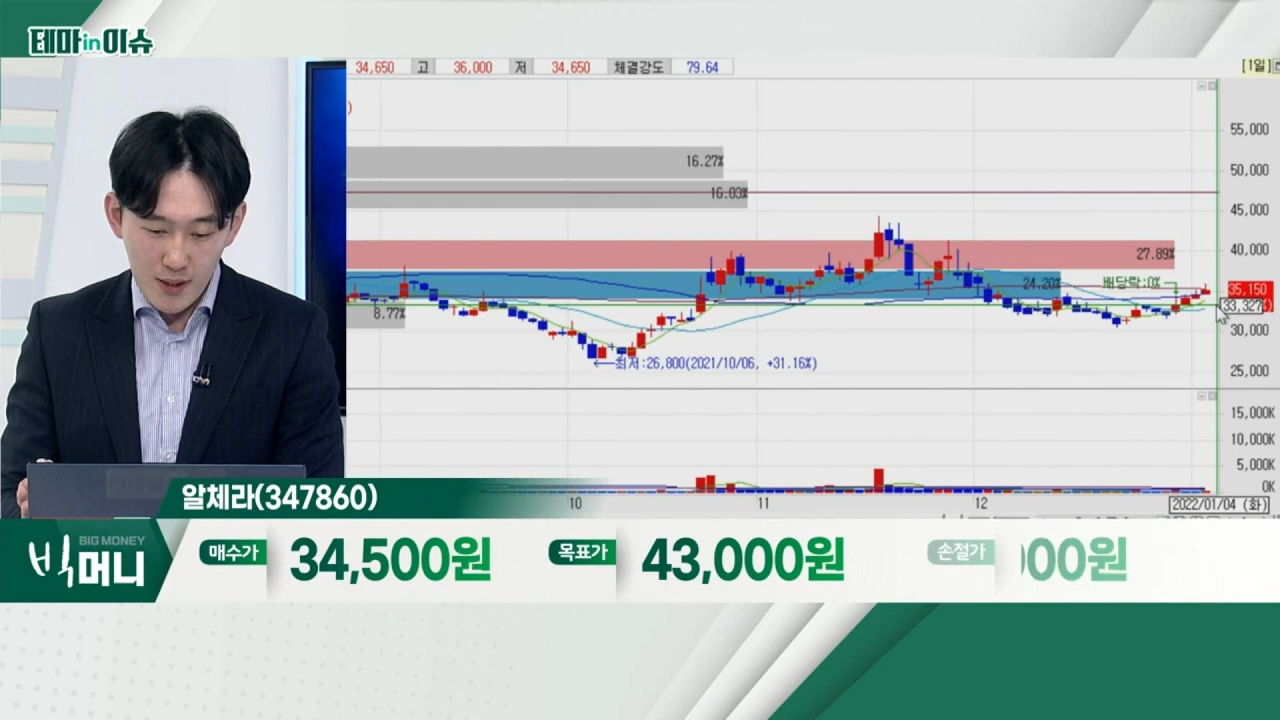 테마in이슈
34,650 고 36,000 저 34,650 체결강도 79.64
[1일]
55,000
16.27%
50,000
16.03%
45,000
40,000
27.89%
24.20%
배당락:0%
35,150
33,327
8.77%
30,000
←최저:26,800(2021/10/06, +31.16%)
25,000
15,000K
10,000K
5,000K
0K
10 11 12 2022/01/04 (화)
알체라(347860)
BIG MONEY
빅머니
매수가 34,500원 목표가 43,000원 손절가 00원